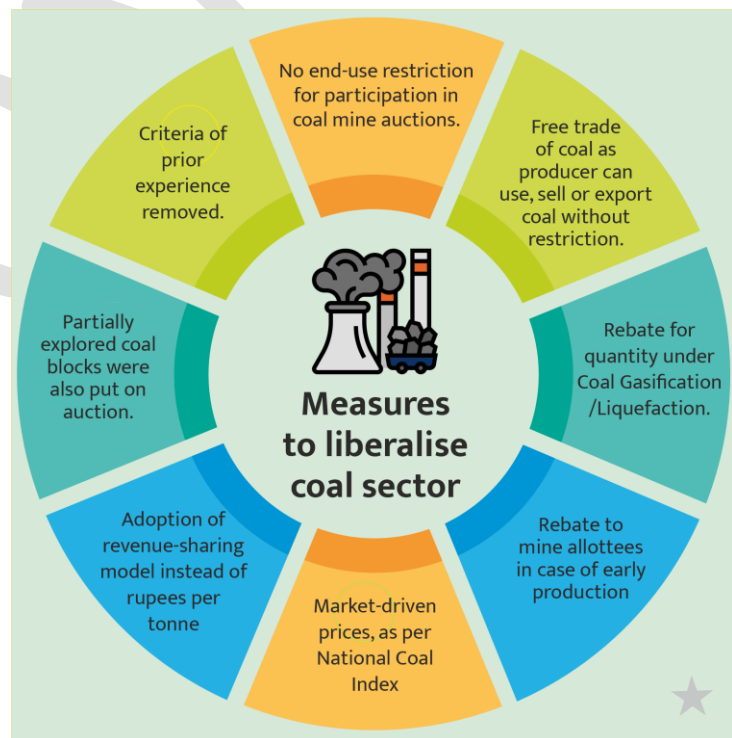 No end-use restriction
for participation in
coal mine auctions.
Free trade
of coal as
producer can
use, sell or export
coal without
restriction.
Rebate for
quantity under
Coal Gasification
/Liquefaction.
Rebate to
mine allottees
in case of early
production
Market-driven
prices, as per
National Coal
Index
Adoption of
revenue-sharing
model instead of
rupees per
tonne
Partially
explored coal
blocks were
also put on
auction.
Criteria of
prior
experience
removed.
Measures
to liberalise
coal sector